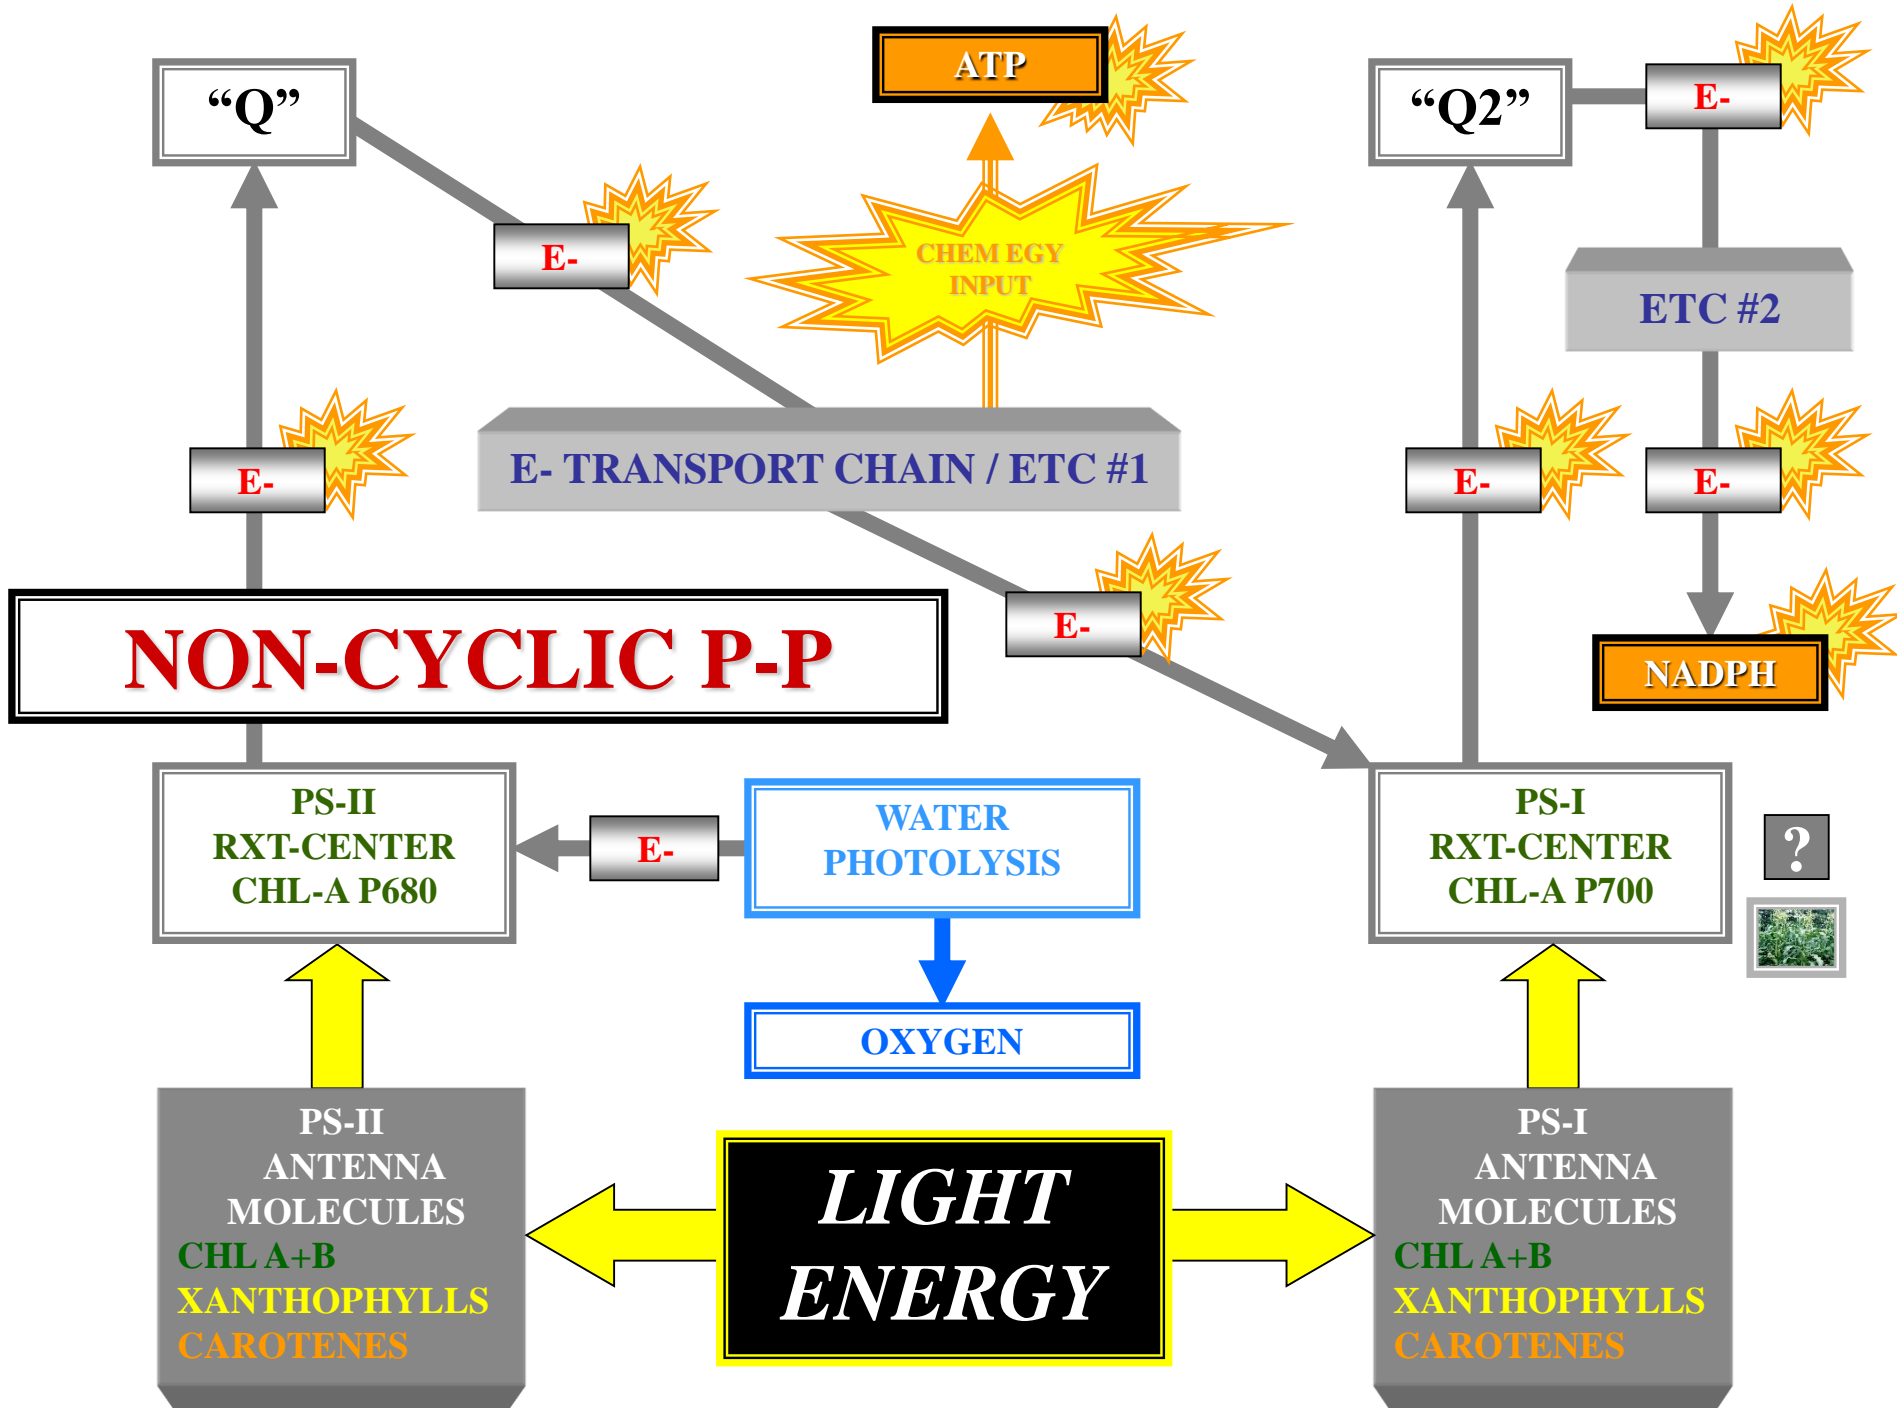 ATP
“Q”
“Q2”
E-
E-
CHEM EGY
INPUT
ETC #2
E- TRANSPORT CHAIN / ETC #1
E-
E-
E-
E-
NON-CYCLIC P-P
NADPH
PS-II
RXT-CENTER
CHL-A P680
E-
WATER
PHOTOLYSIS
PS-I
RXT-CENTER
CHL-A P700
?
OXYGEN
PS-II
ANTENNA
MOLECULES
CHL A+B
XANTHOPHYLLS
CAROTENES
LIGHT
ENERGY
PS-I
ANTENNA
MOLECULES
CHL A+B
XANTHOPHYLLS
CAROTENES